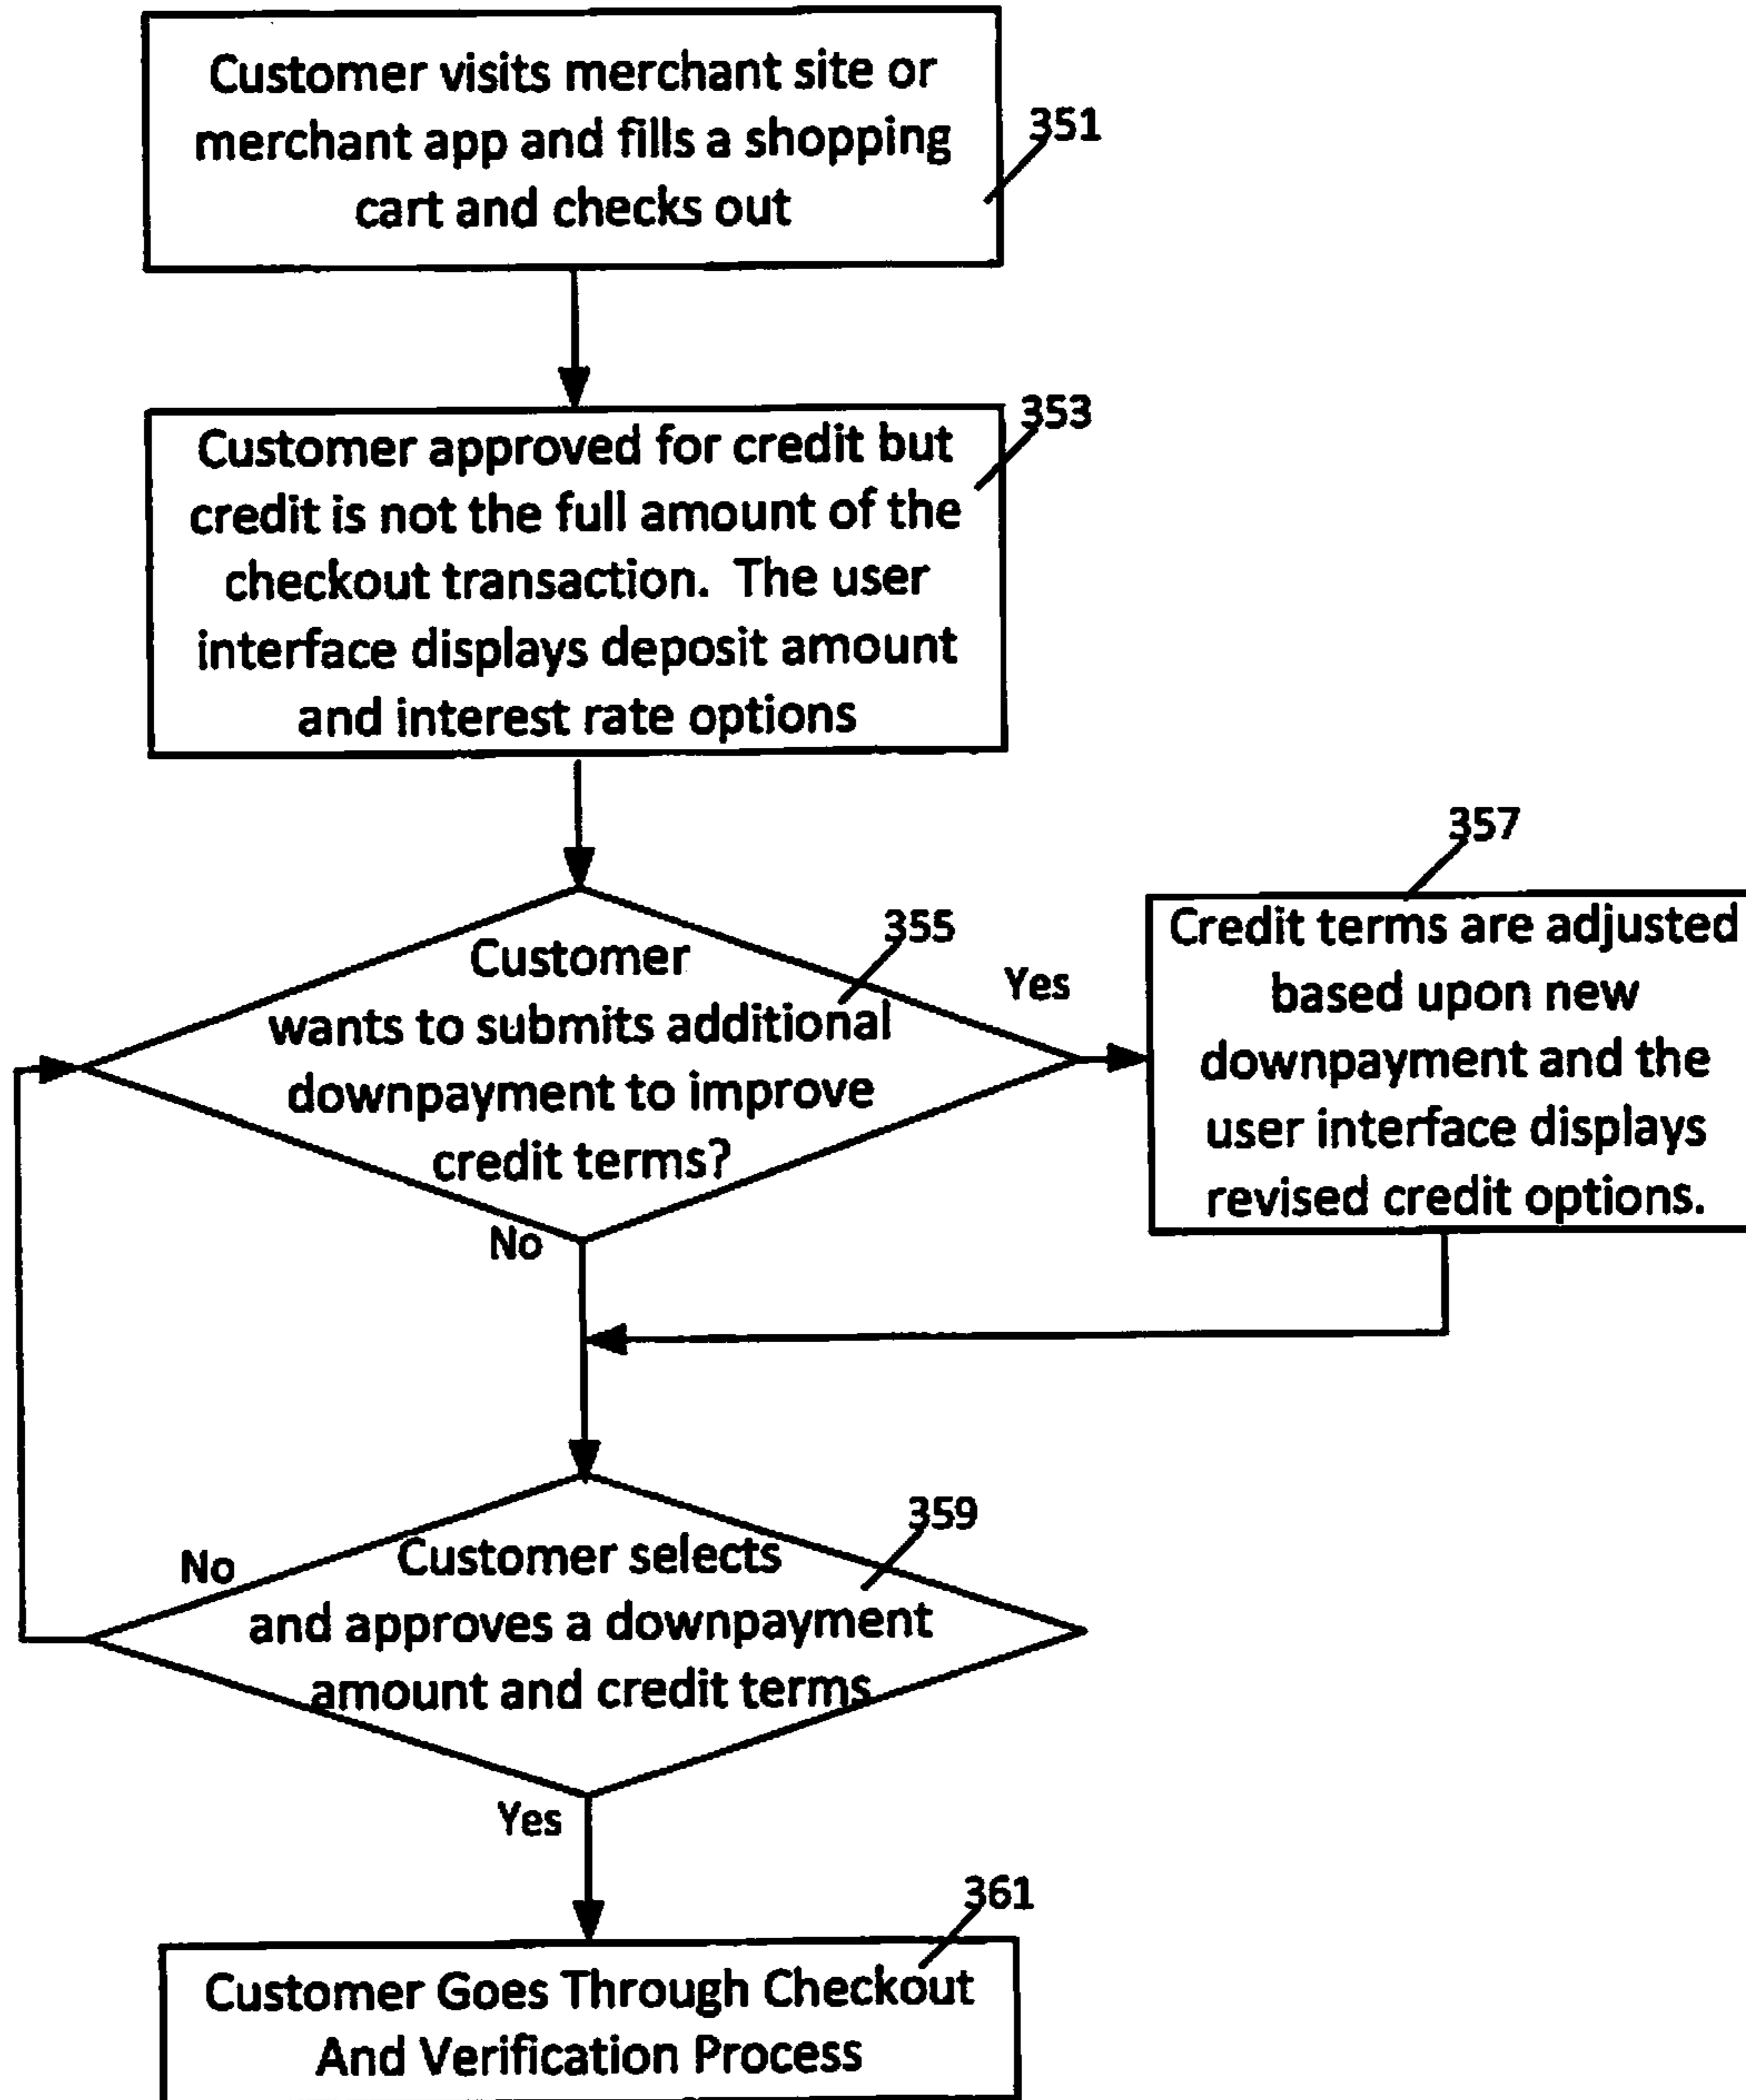 Customer visits merchant site or
merchant app and fills a shopping
cart and checks out
351
353
Customer approved for credit but
credit is not the full amount of the
checkout transaction. The user
interface displays deposit amount
and interest rate options
355
Customer
wants to submits additional
downpayment to improve
credit terms?
Yes
No
357
Credit terms are adjusted
based upon new
downpayment and the
user interface displays
revised credit options.
359
No
Customer selects
and approves a downpayment
amount and credit terms
Yes
361
Customer Goes Through Checkout
And Verification Process